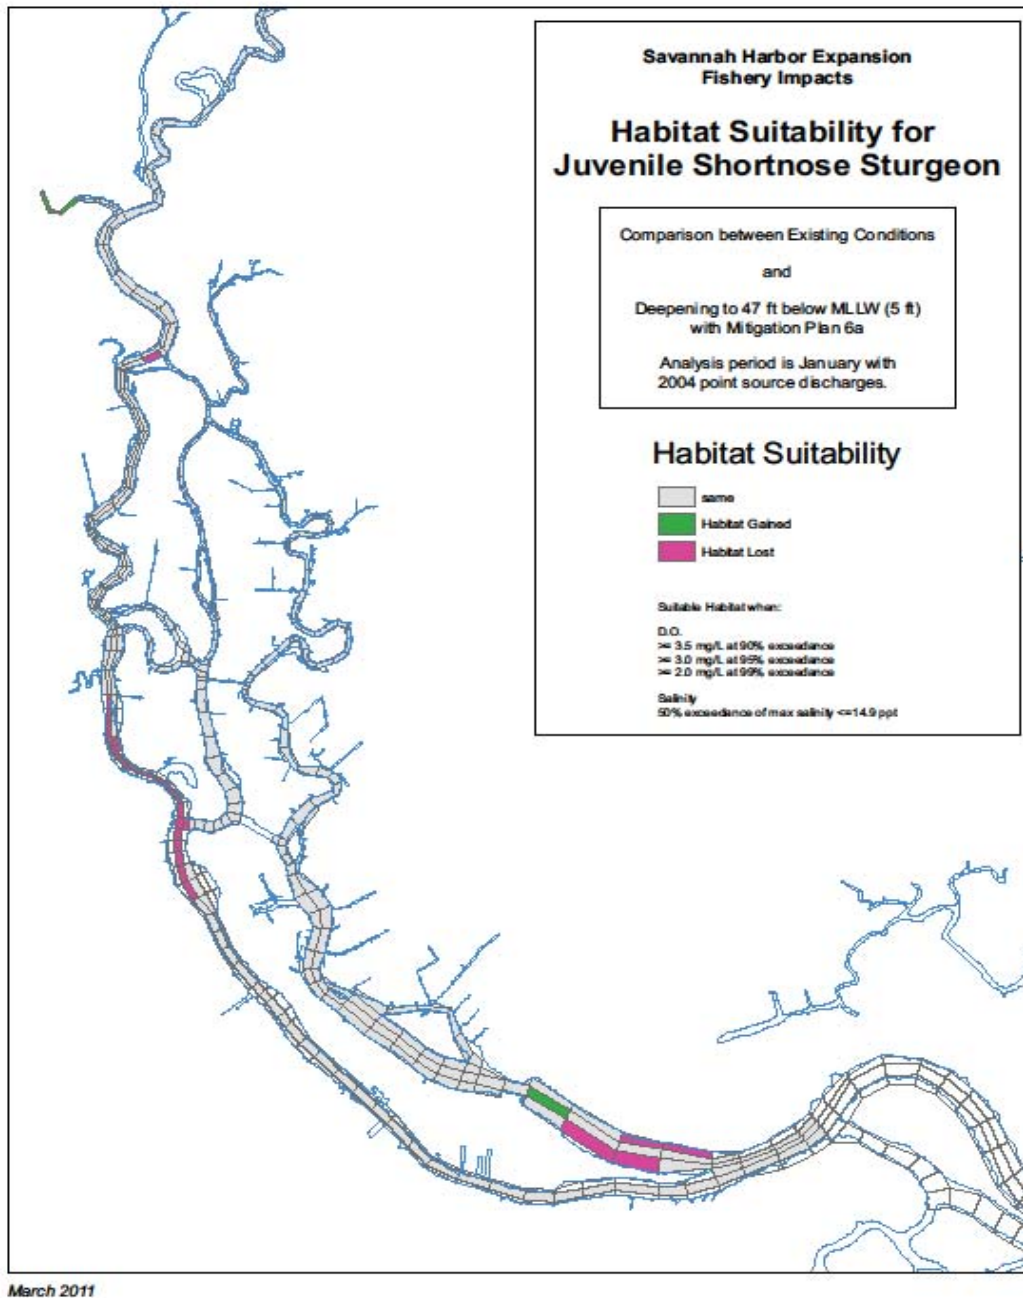 Savannah Harbor Expansion
Fishery Impacts
Habitat Suitability for
Juvenile Shortnose Sturgeon
Comparison between Existing Conditions
and
Deepening to 47 ft below MLLW (5 ft)
with Mitigation Plan 6a
Analysis period is January with
2004 point source discharges.
Habitat Suitability
same
Habitat Gained
Habitat Lost
Suitable Habitat when:
D.O.
>= 3.5 mg/L at 90% exceedance
>= 3.0 mg/L at 95% exceedance
>= 2.0 mg/L at 99% exceedance
Salinity
50% exceedance of max salinity <=14.9 ppt
March 2011